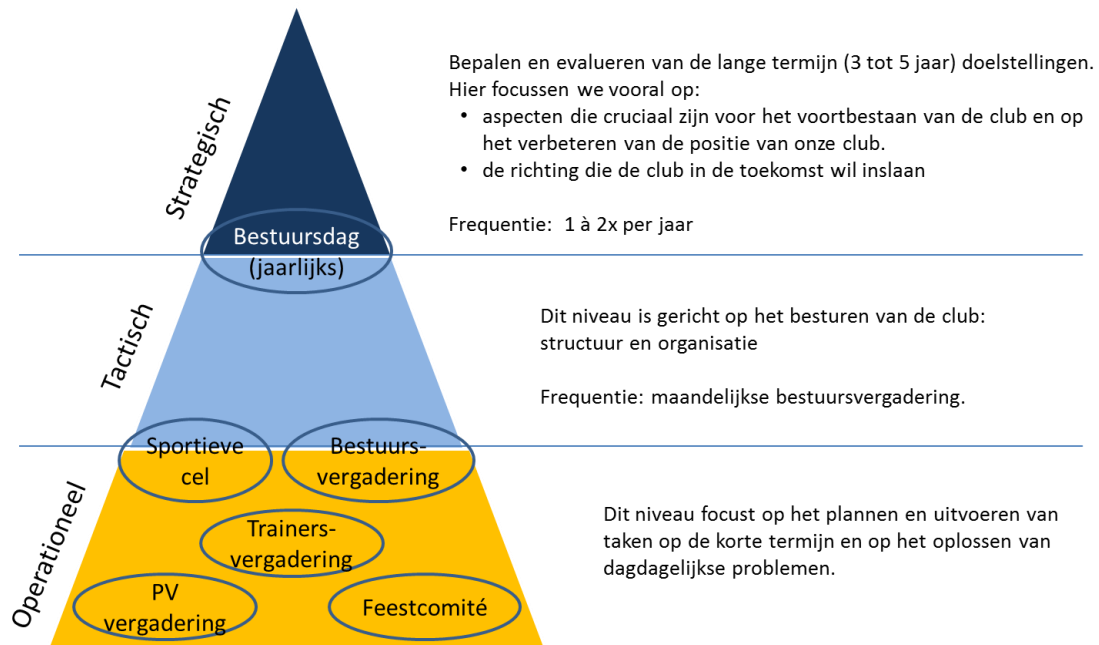 Strategisch
Bepalen en evalueren van de lange termijn (3 tot 5 jaar) doelstellingen.
Hier focussen we vooral op:
• aspecten die cruciaal zijn voor het voortbestaan van de club en op
het verbeteren van de positie van onze club.
• de richting die de club in de toekomst wil inslaan
Frequentie: 1 à 2x per jaar
Bestuursdag
(jaarlijks)
Tactisch
Dit niveau is gericht op het besturen van de club:
structuur en organisatie
Frequentie: maandelijkse bestuursvergadering.
Sportieve
cel
Bestuurs-
vergadering
Operationeel
Trainers-
vergadering
PV
vergadering
Feestcomité
Dit niveau focust op het plannen en uitvoeren van
taken op de korte termijn en op het oplossen van
dagdagelijkse problemen.